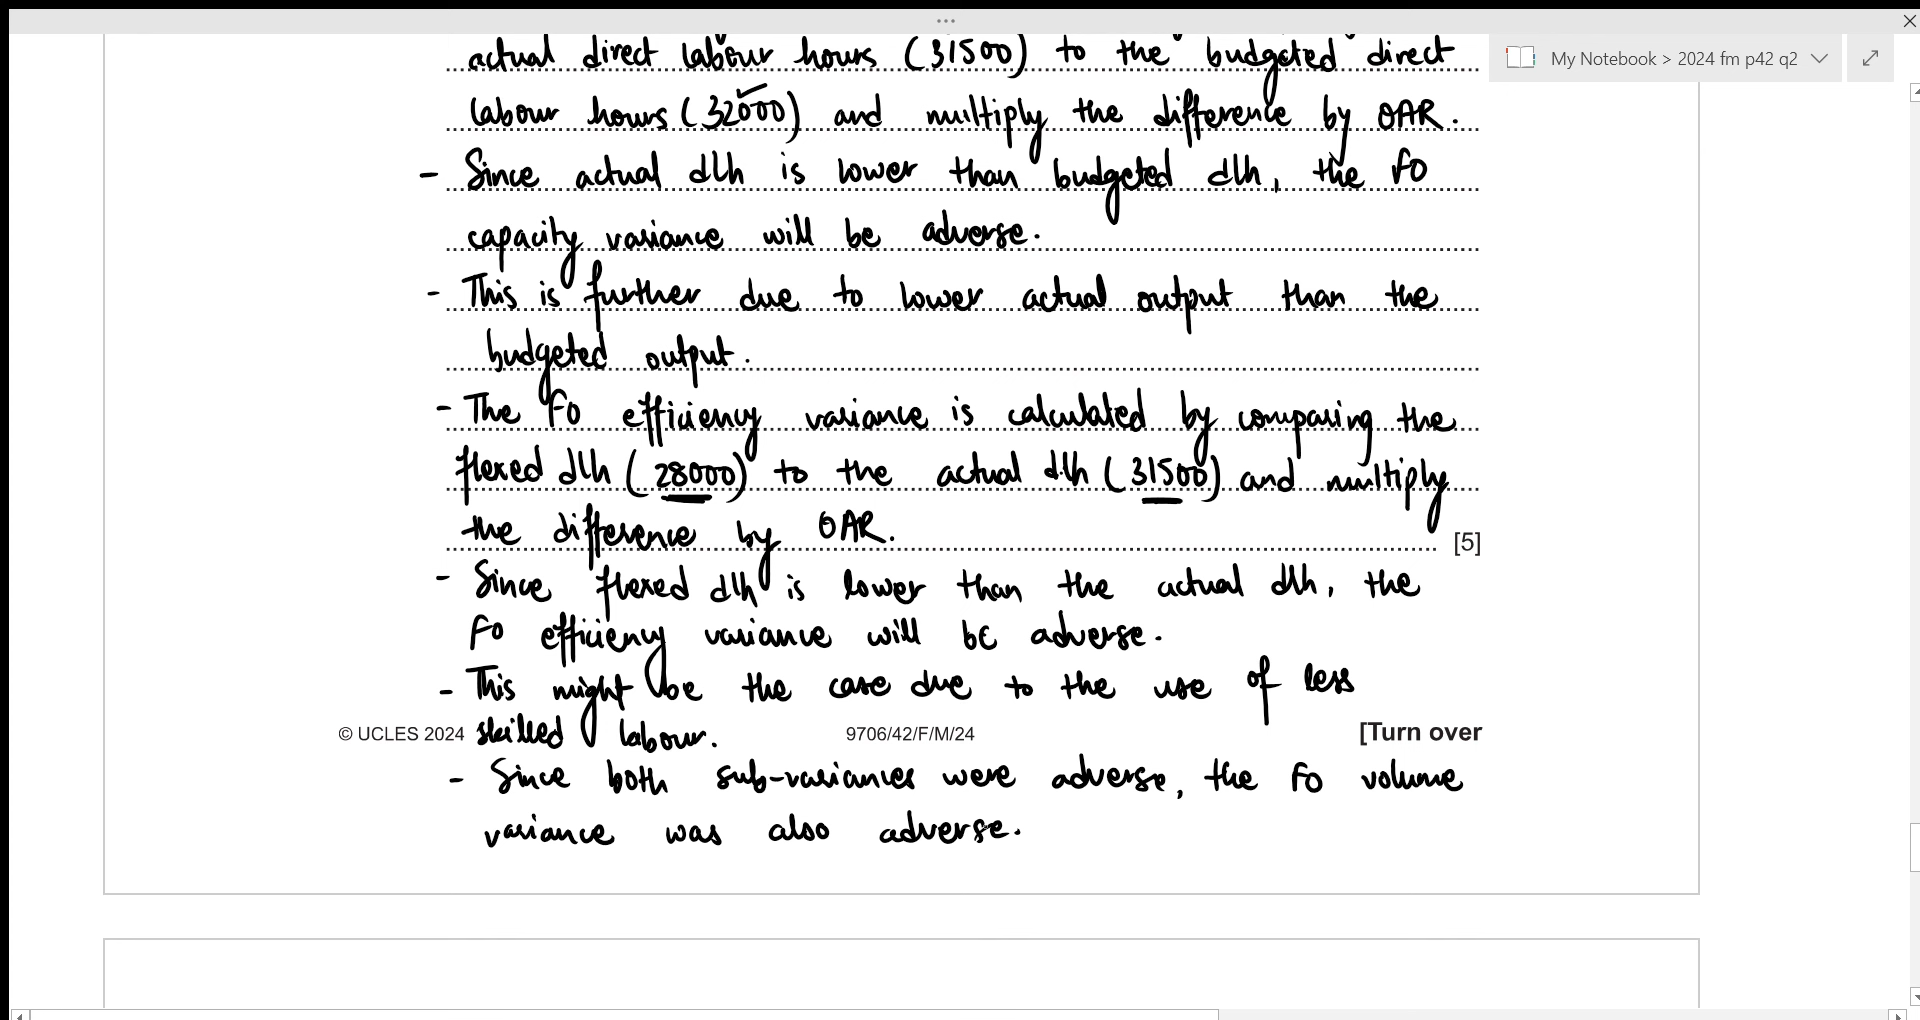 ...
My Notebook > 2024 fm p42 q2
actual direct labour hours (31500) to the budgeted direct
labour hours (32000) and multiply the difference by OAR.
- Since actual dlh is lower than budgeted dlh, the FO
capacity variance will be adverse.
- This is further due to lower actual output than the
budgeted output.
- The FO efficiency variance is calculated by comparing the
flexed dlh (28000) to the actual dlh (31500) and multiply
the difference by OAR.
[5]
- Since flexed dlh is lower than the actual dlh, the
FO efficiency variance will be adverse.
- This might be the case due to the use of less
skilled labour.
© UCLES 2024 9706/42/F/M/24 [Turn over
- Since both sub-variances were adverse, the FO volume
variance was also adverse.